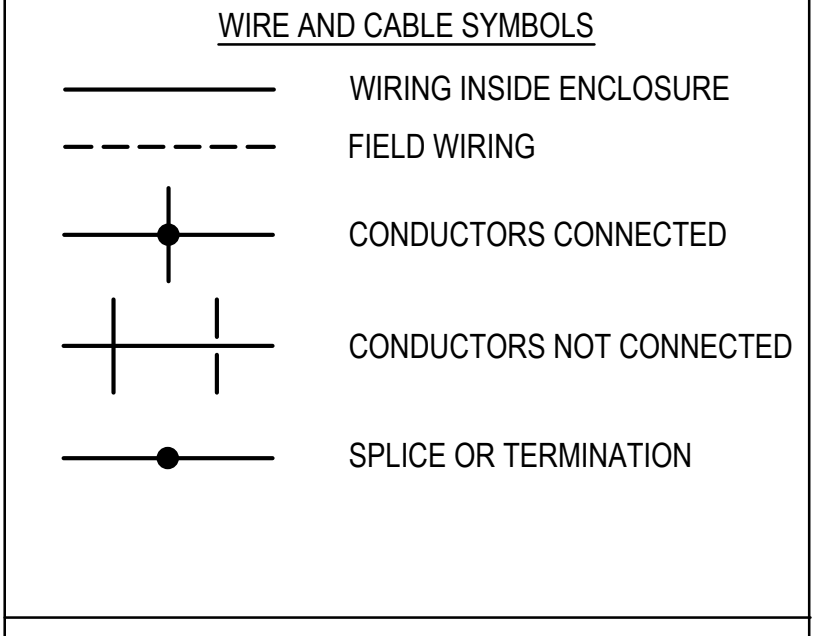 WIRE AND CABLE SYMBOLS
WIRING INSIDE ENCLOSURE
FIELD WIRING
CONDUCTORS CONNECTED
CONDUCTORS NOT CONNECTED
SPLICE OR TERMINATION